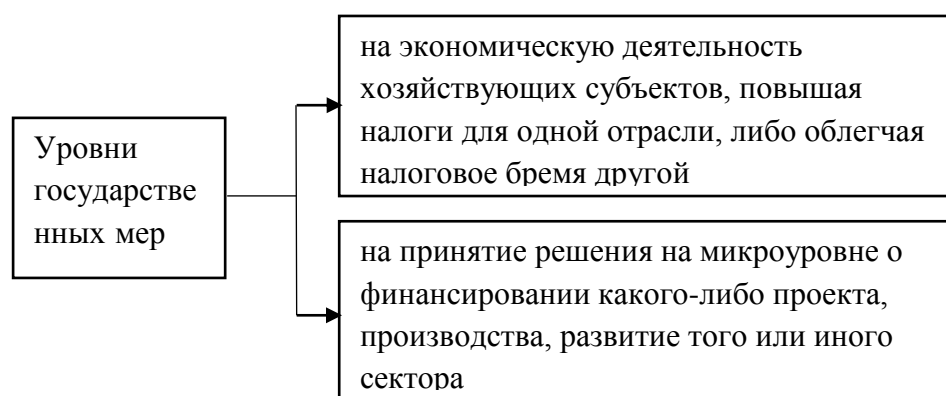 на экономическую деятельность
хозяйствующих субъектов, повышая
налоги для одной отрасли, либо облегчая
налоговое бремя другой
Уровни
государстве
нных мер
на принятие решения на микроуровне о
финансировании какого-либо проекта,
производства, развитие того или иного
сектора